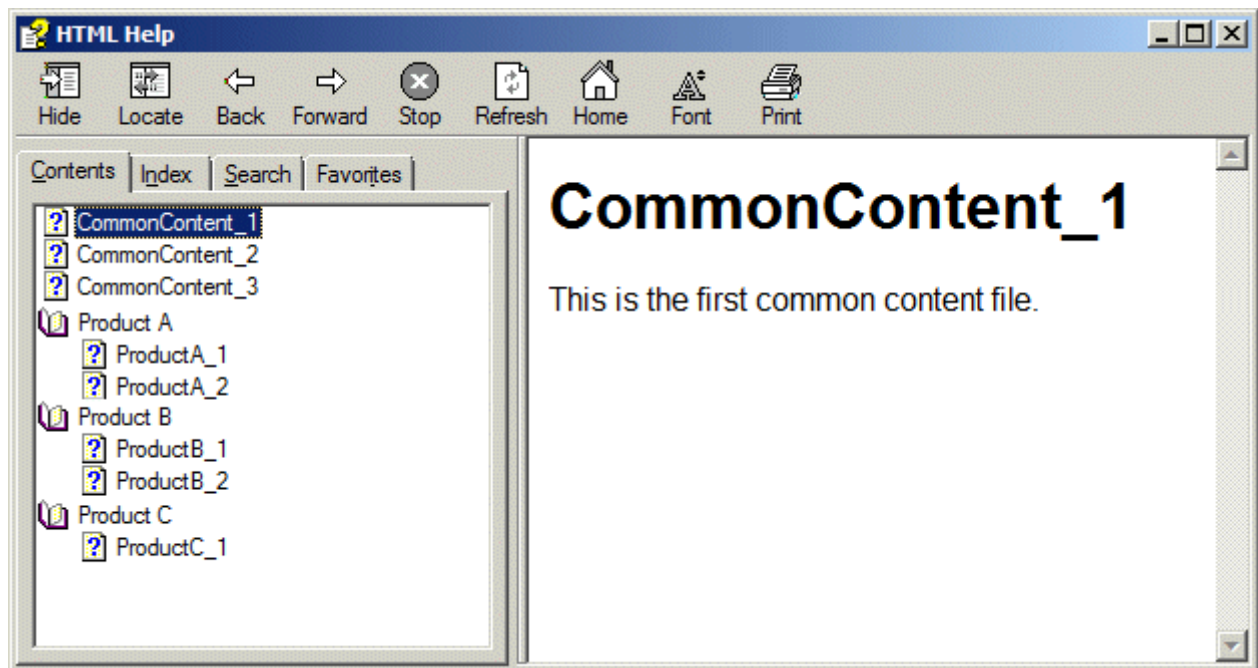 HTML Help
Hide Locate Back Forward Stop Refresh Home Font Print
Contents Index Search Favorites
CommonContent_1
CommonContent_2
CommonContent_3
Product A
ProductA_1
ProductA_2
Product B
ProductB_1
ProductB_2
Product C
ProductC_1
CommonContent_1
This is the first common content file.